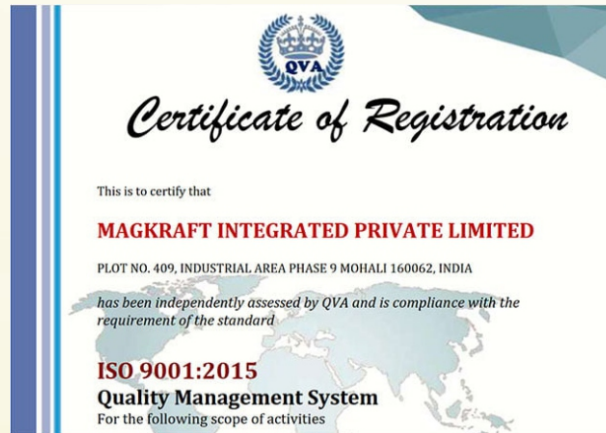 QVA
Certificate of Registration
This is to certify that
MAGKRAFT INTEGRATED PRIVATE LIMITED
PLOT NO. 409, INDUSTRIAL AREA PHASE 9 MOHALI 160062, INDIA
has been independently assessed by QVA and is compliance with the
requirement of the standard
ISO 9001:2015
Quality Management System
For the following scope of activities